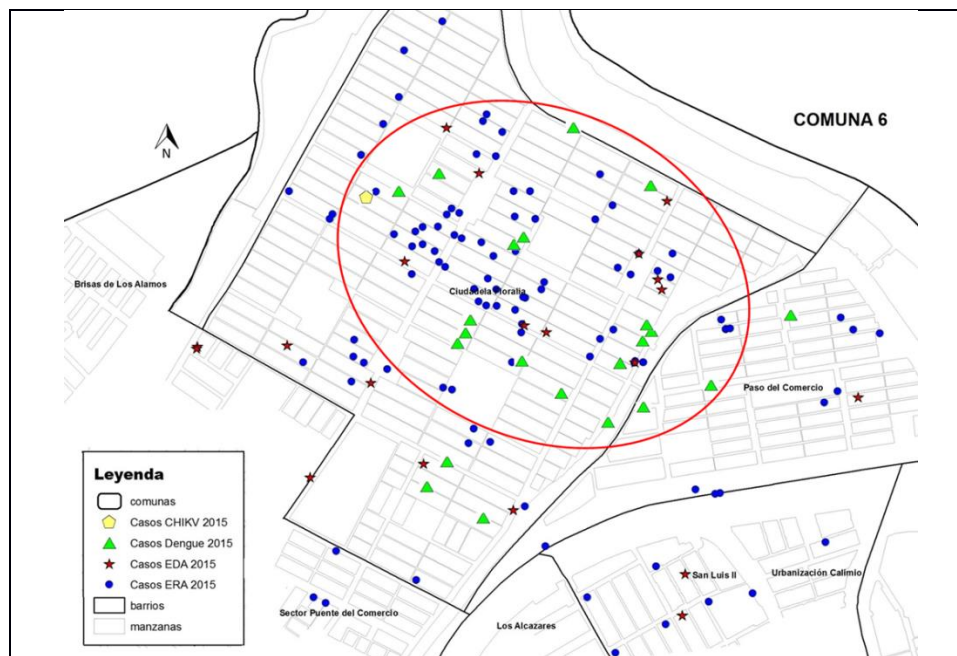 COMUNA 6
N
Brisas de Los Alamos
Ciudadela Floralia
Paso del Comercio
Leyenda
comunas
Casos CHIKV 2015
Casos Dengue 2015
Casos EDA 2015
Casos ERA 2015
barrios
manzanas
San Luis II
Urbanización Calimio
Sector Puente del Comercio
Los Alcazares